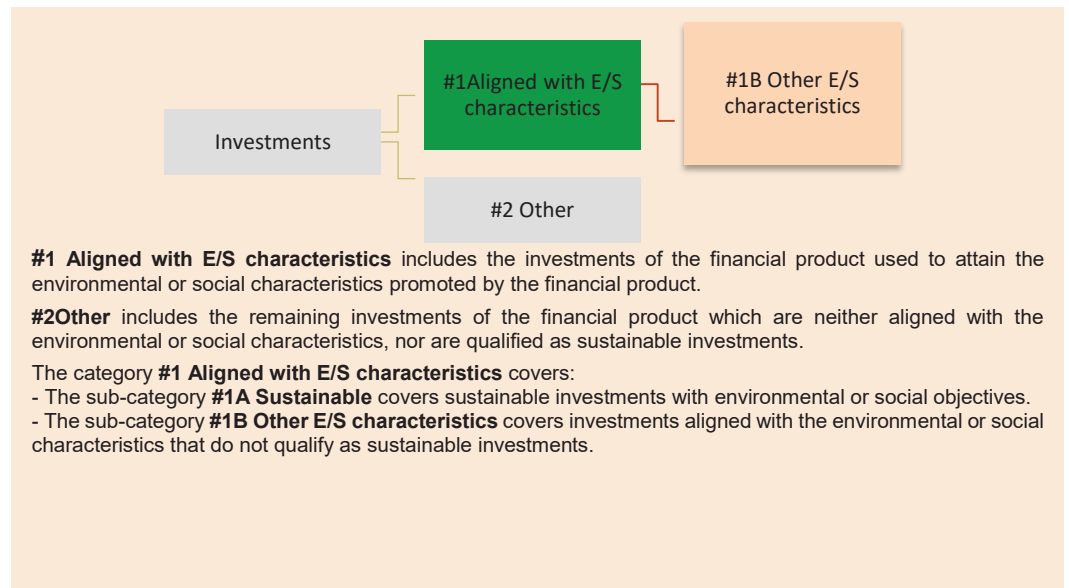 #1Aligned with E/S
characteristics
#1B Other E/S
characteristics
Investments
#2 Other
#1 Aligned with E/S characteristics includes the investments of the financial product used to attain the
environmental or social characteristics promoted by the financial product.
#2Other includes the remaining investments of the financial product which are neither aligned with the
environmental or social characteristics, nor are qualified as sustainable investments.
The category #1 Aligned with E/S characteristics covers:
- The sub-category #1A Sustainable covers sustainable investments with environmental or social objectives.
- The sub-category #1B Other E/S characteristics covers investments aligned with the environmental or social
characteristics that do not qualify as sustainable investments.